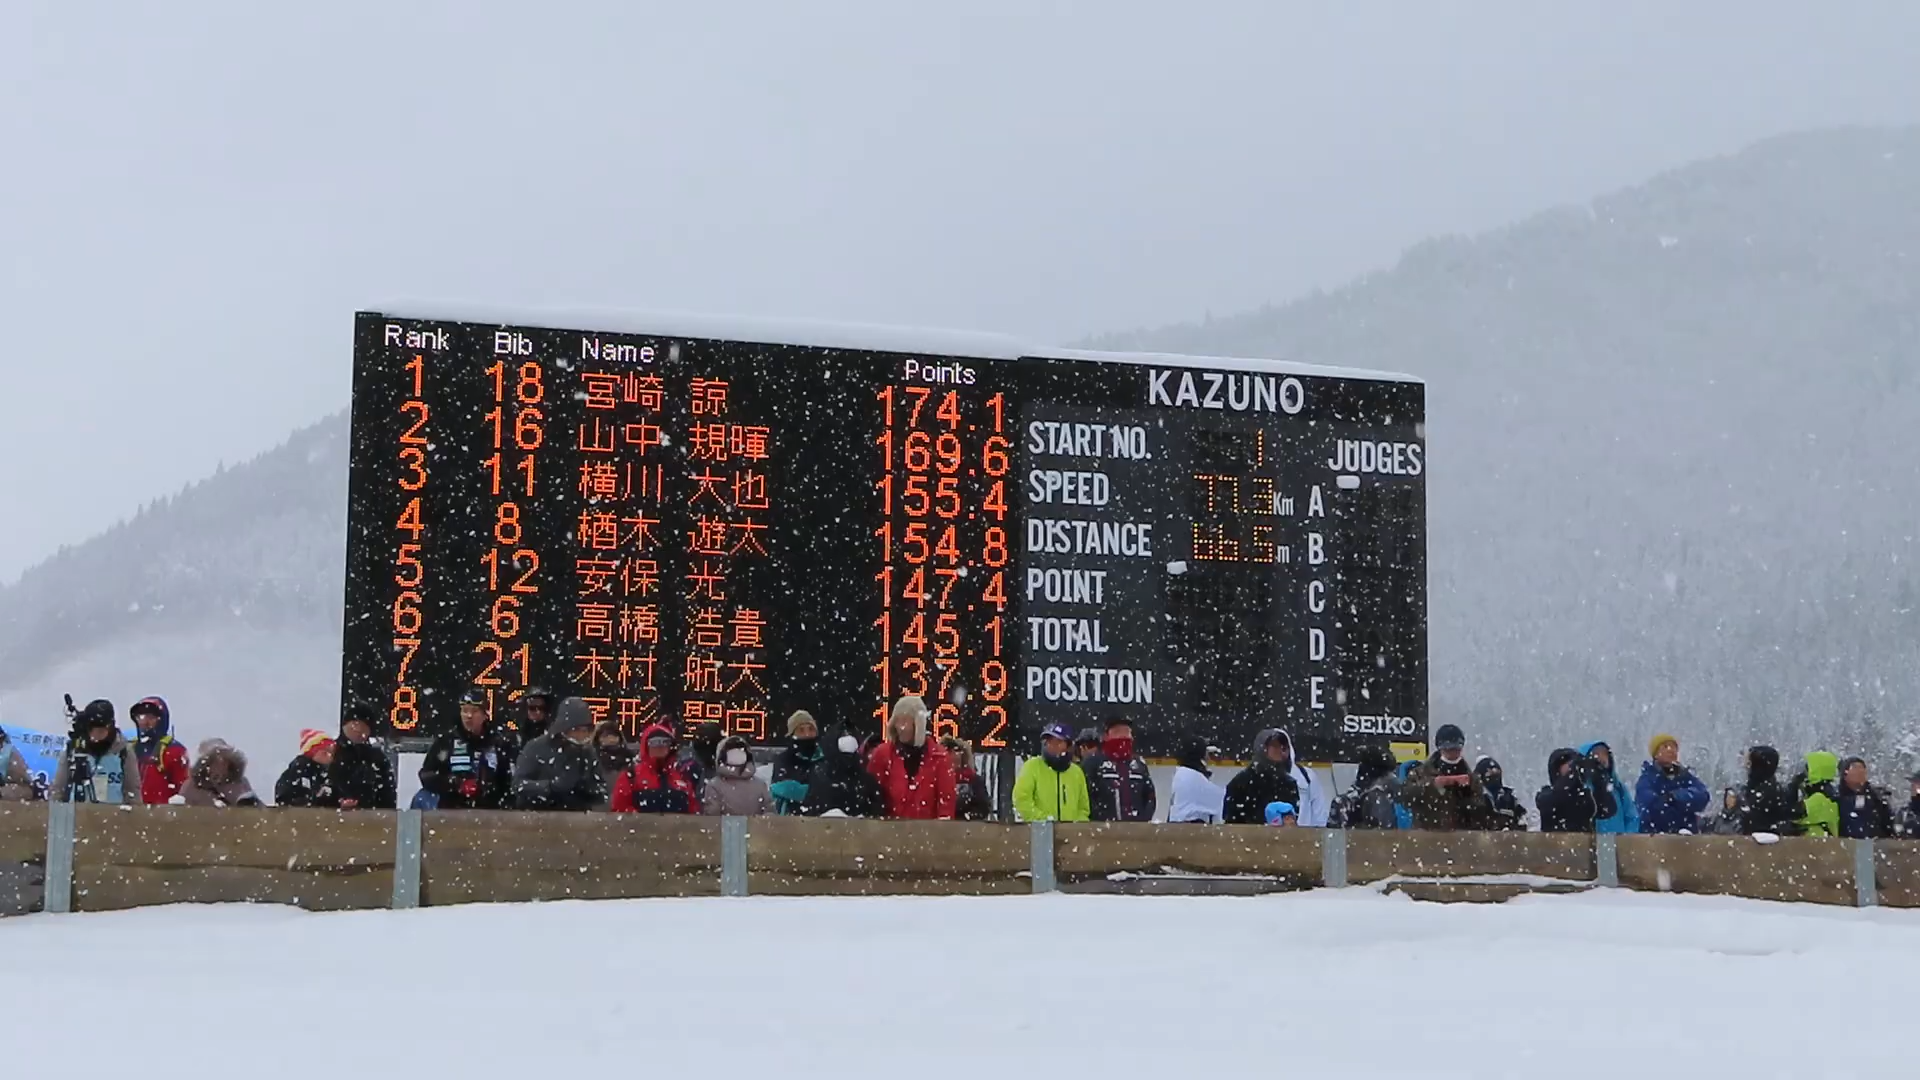 Rank Bib Name Points
1 18 宮崎 諒 174.1
2 16 山中 規暉 169.6
3 11 横川 大也 155.4
4 8 楢木 遊太 154.8
5 12 安保 光 147.4
6 6 高橋 浩貴 145.1
7 21 木村 航大 137.9
8 聖尚
KAZUNO
START NO. 1
JUDGES
SPEED 77.3 Km A
DISTANCE 66.5 m B
POINT C
TOTAL D
POSITION E
SEIKO